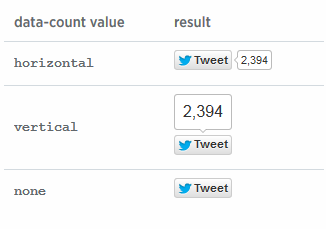 data-count value result
horizontal Tweet 2,394
2,394
vertical
Tweet
none Tweet